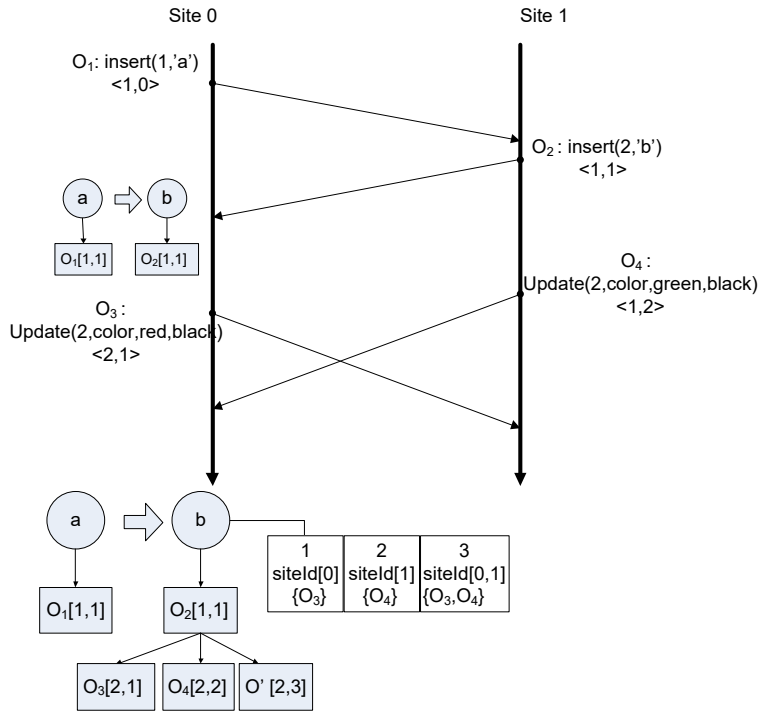 Site 0
Site 1
O₁: insert(1,'a')
<1,0>
O₂ : insert(2,'b')
<1,1>
a
b
O₁[1,1]
O₂[1,1]
O₄ :
Update(2,color,green,black)
<1,2>
O₃ :
Update(2,color,red,black)
<2,1>
a
b
1
siteId[0]
{O₃}
2
siteId[1]
{O₄}
3
siteId[0,1]
{O₃,O₄}
O₁[1,1]
O₂[1,1]
O₃[2,1]
O₄[2,2]
O' [2,3]